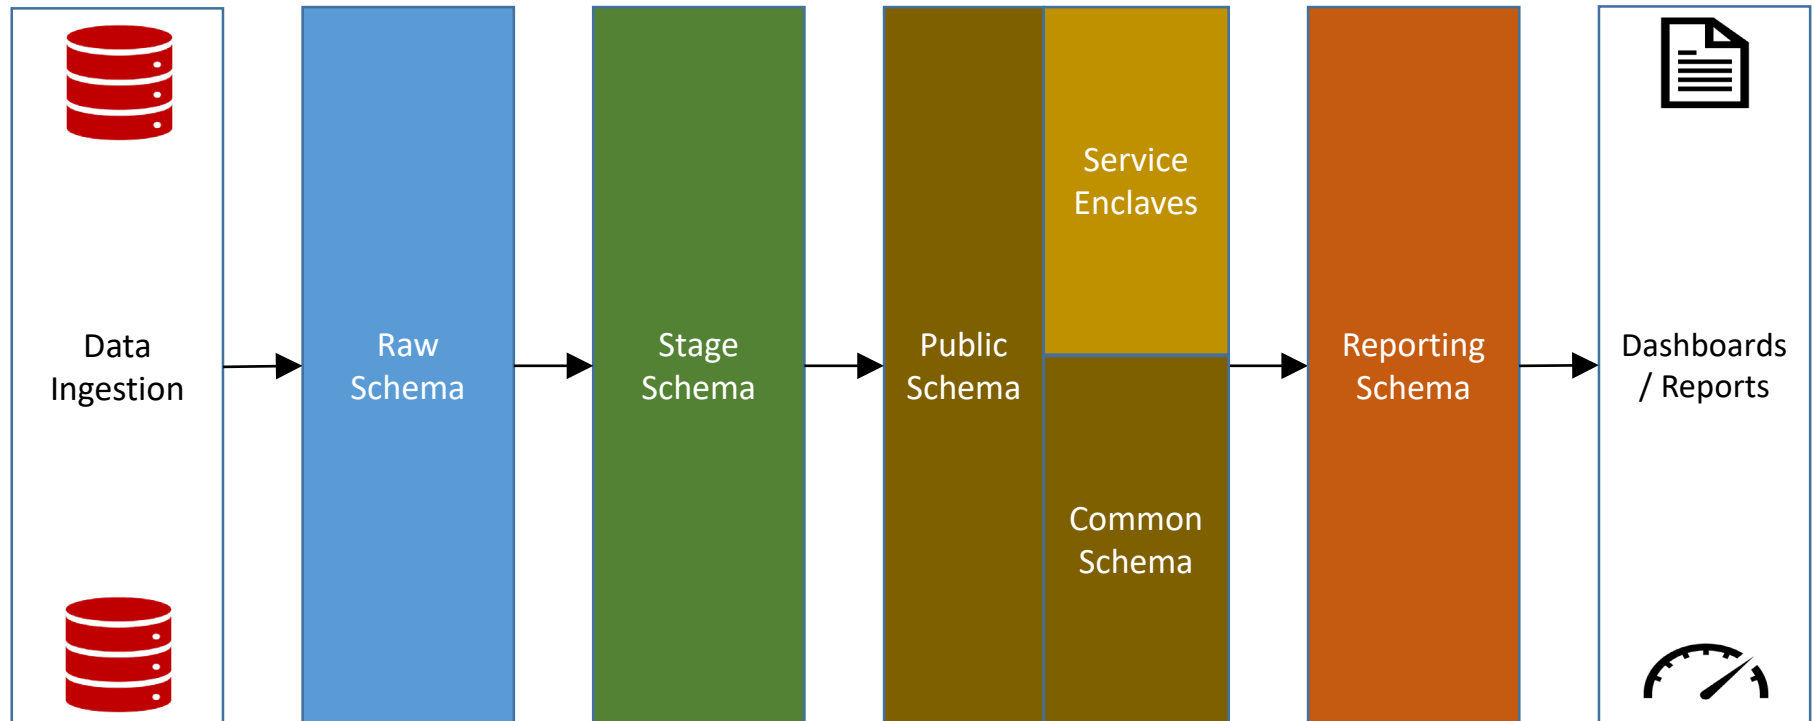 Data
Ingestion
Raw
Schema
Stage
Schema
Public
Schema
Service
Enclaves
Common
Schema
Reporting
Schema
Dashboards
/ Reports